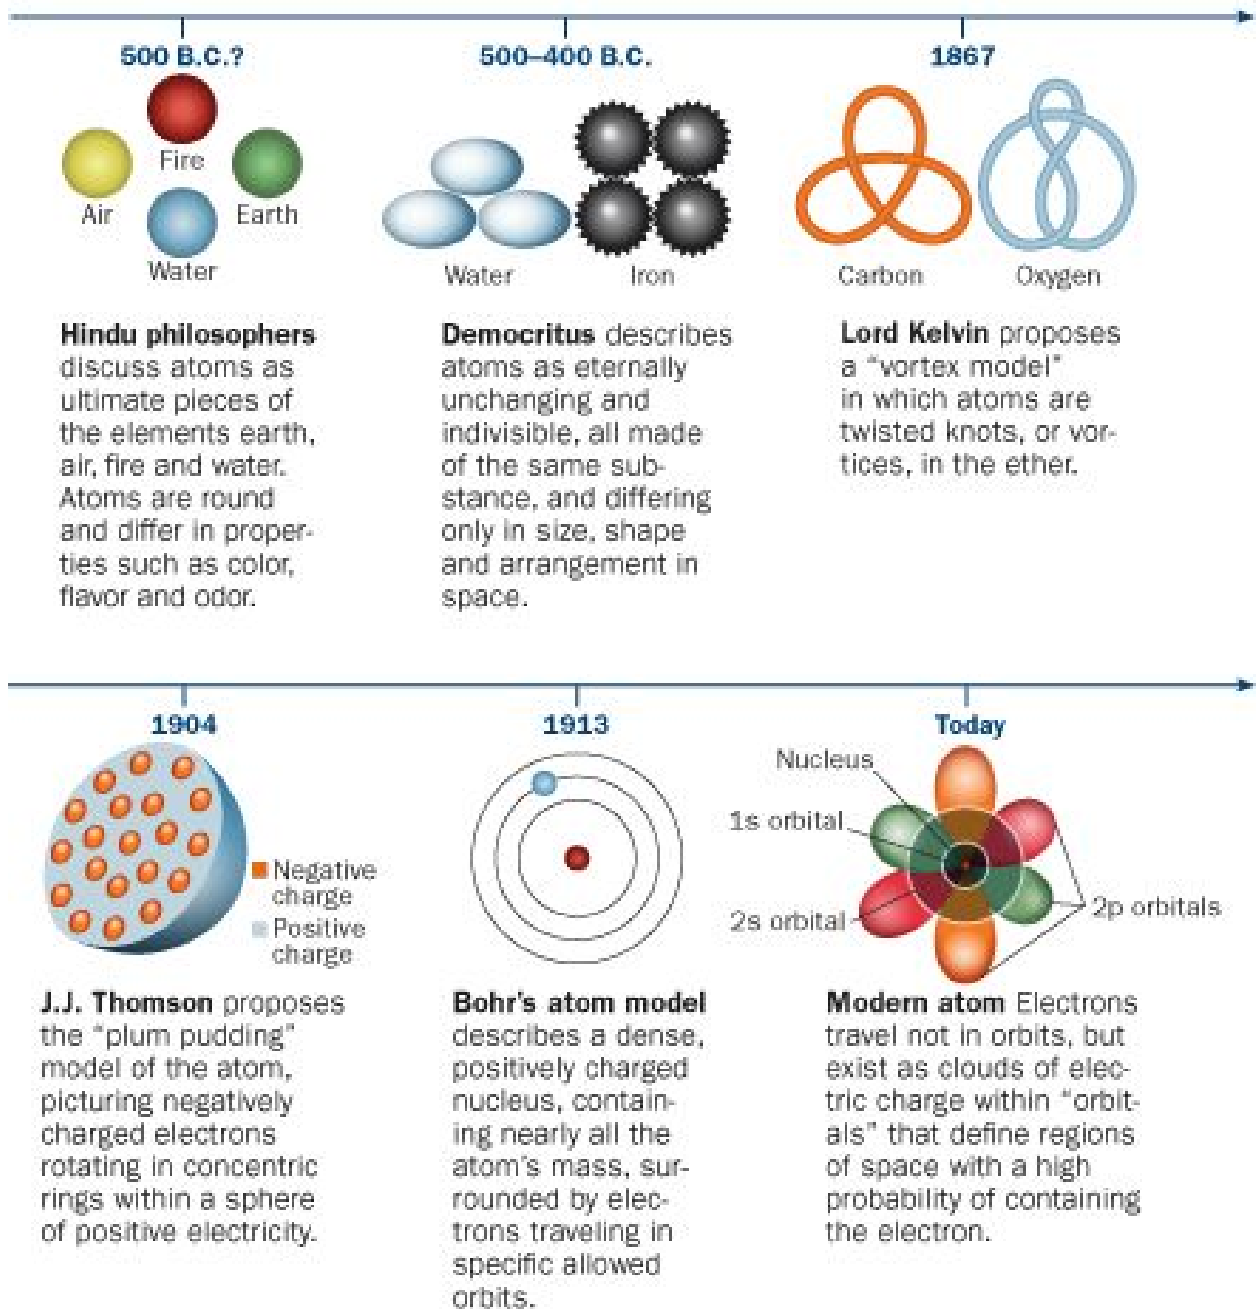 500 B.C.?
500–400 B.C.
1867
Fire
Air
Earth
Water
Water
Iron
Carbon
Oxygen
Hindu philosophers
discuss atoms as
ultimate pieces of
the elements earth,
air, fire and water.
Atoms are round
and differ in proper-
ties such as color,
flavor and odor.
Democritus describes
atoms as eternally
unchanging and
indivisible, all made
of the same sub-
stance, and differing
only in size, shape
and arrangement in
space.
Lord Kelvin proposes
a “vortex model”
in which atoms are
twisted knots, or vor-
tices, in the ether.
1904
1913
Today
Negative
charge
Positive
charge
Nucleus
1s orbital
2s orbital
2p orbitals
J.J. Thomson proposes
the “plum pudding”
model of the atom,
picturing negatively
charged electrons
rotating in concentric
rings within a sphere
of positive electricity.
Bohr’s atom model
describes a dense,
positively charged
nucleus, contain-
ing nearly all the
atom’s mass, sur-
rounded by elec-
trons traveling in
specific allowed
orbits.
Modern atom Electrons
travel not in orbits, but
exist as clouds of elec-
tric charge within “orbit-
als” that define regions
of space with a high
probability of containing
the electron.